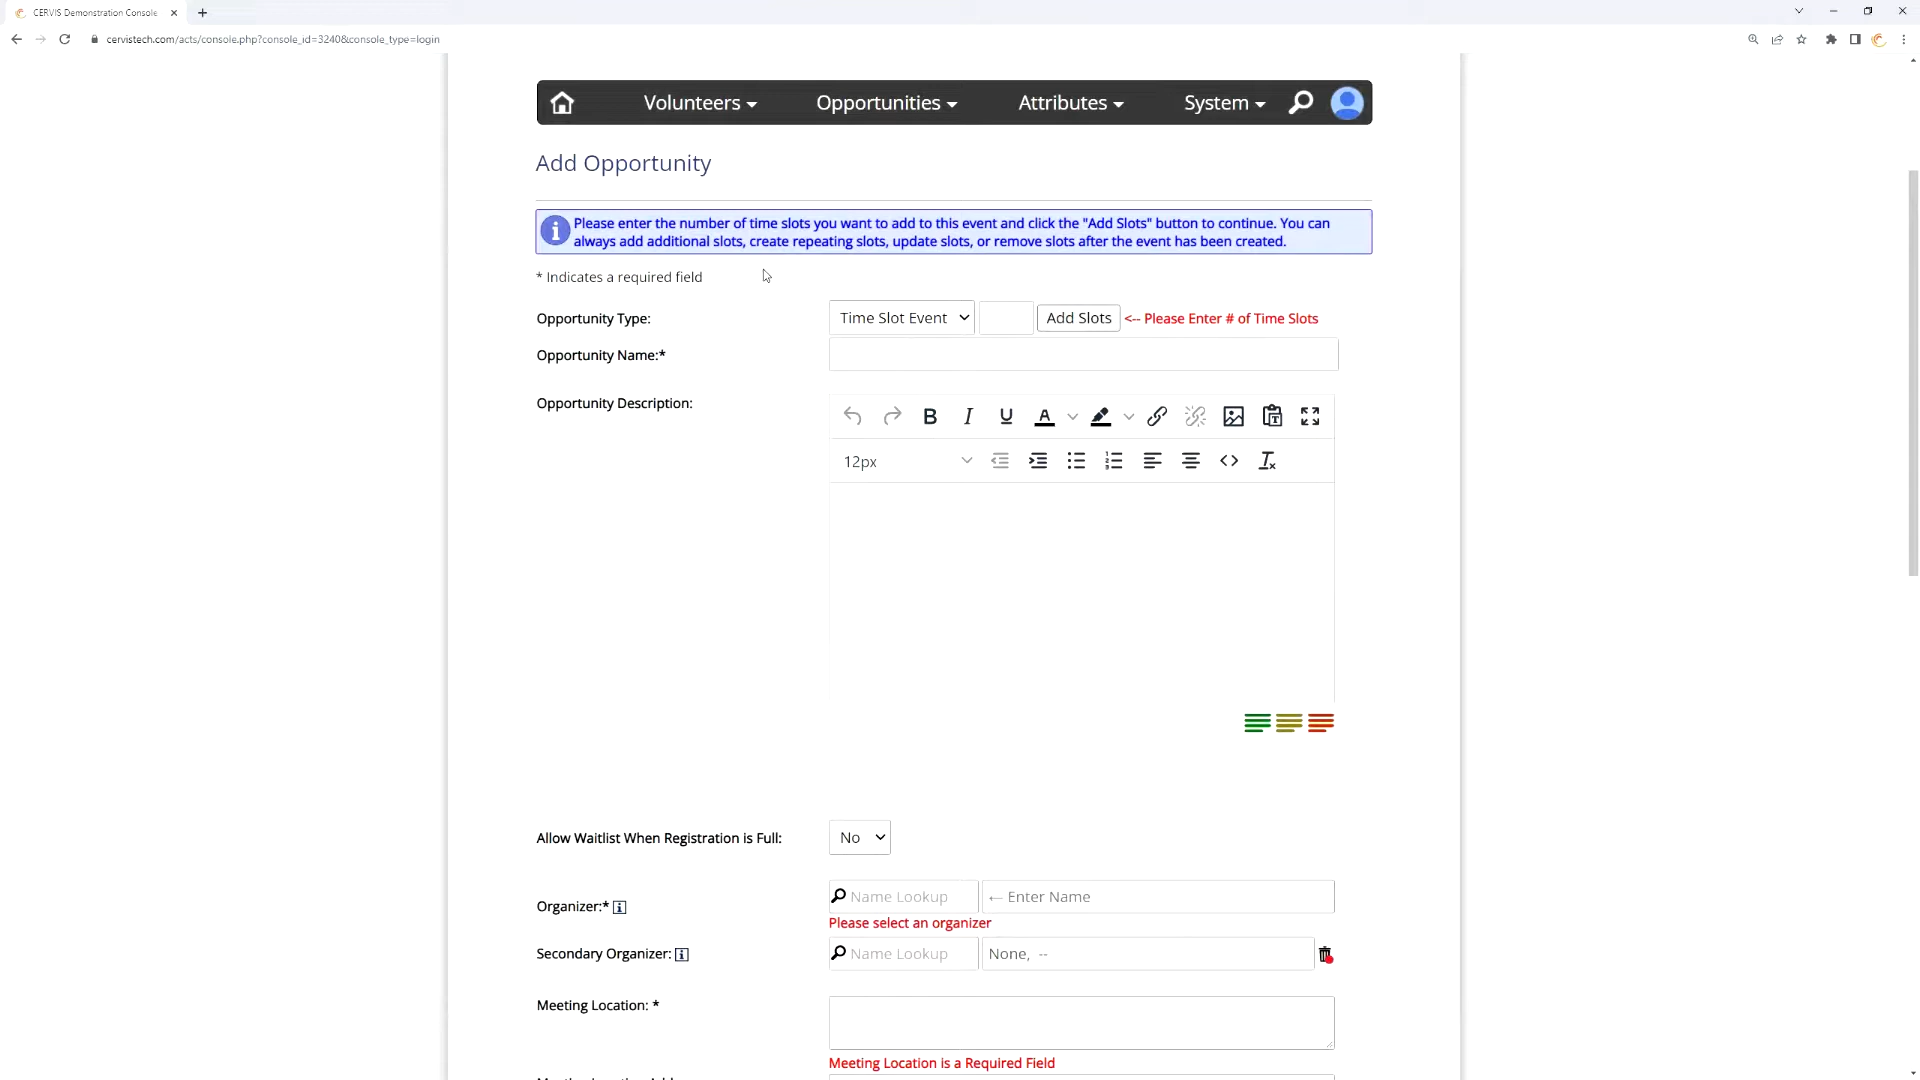 CERVIS Demonstration Console
cervistech.com/acts/console.php?console_id=3240&console_type=login
Volunteers Opportunities Attributes System
Add Opportunity
Please enter the number of time slots you want to add to this event and click the "Add Slots" button to continue. You can
always add additional slots, create repeating slots, update slots, or remove slots after the event has been created.
* Indicates a required field
Opportunity Type: Time Slot Event Add Slots <-- Please Enter # of Time Slots
Opportunity Name:*
Opportunity Description:
12px
Allow Waitlist When Registration is Full: No
Organizer:* Name Lookup ← Enter Name
Please select an organizer
Secondary Organizer: Name Lookup None, --
Meeting Location: *
Meeting Location is a Required Field